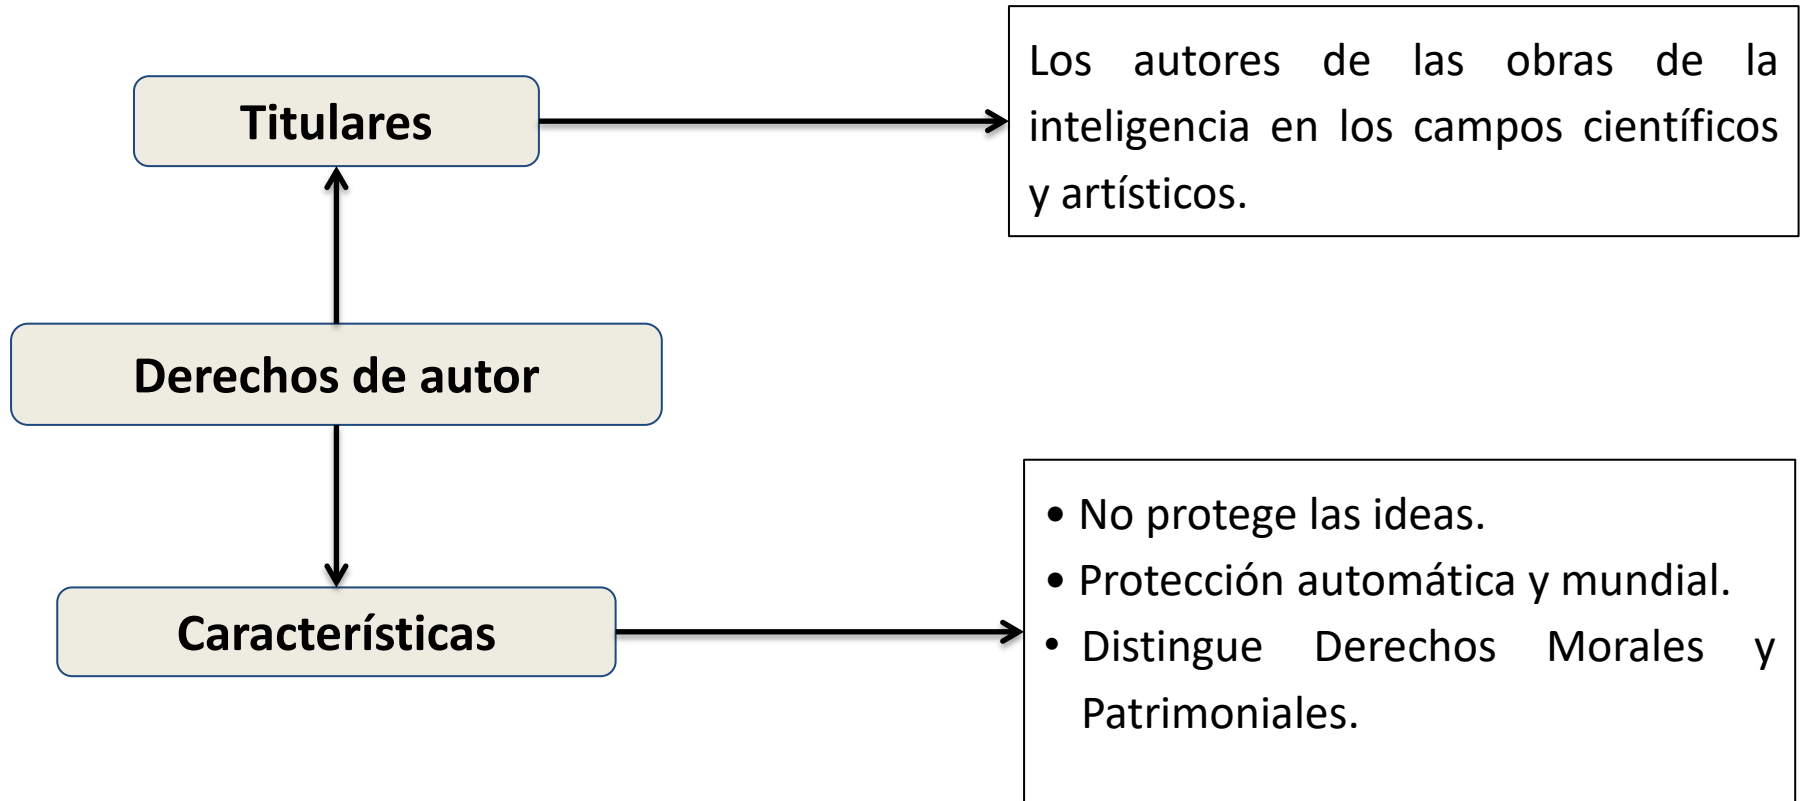 Titulares
Los autores de las obras de la
inteligencia en los campos científicos
y artísticos.
Derechos de autor
Características
• No protege las ideas.
• Protección automática y mundial.
• Distingue Derechos Morales y
Patrimoniales.